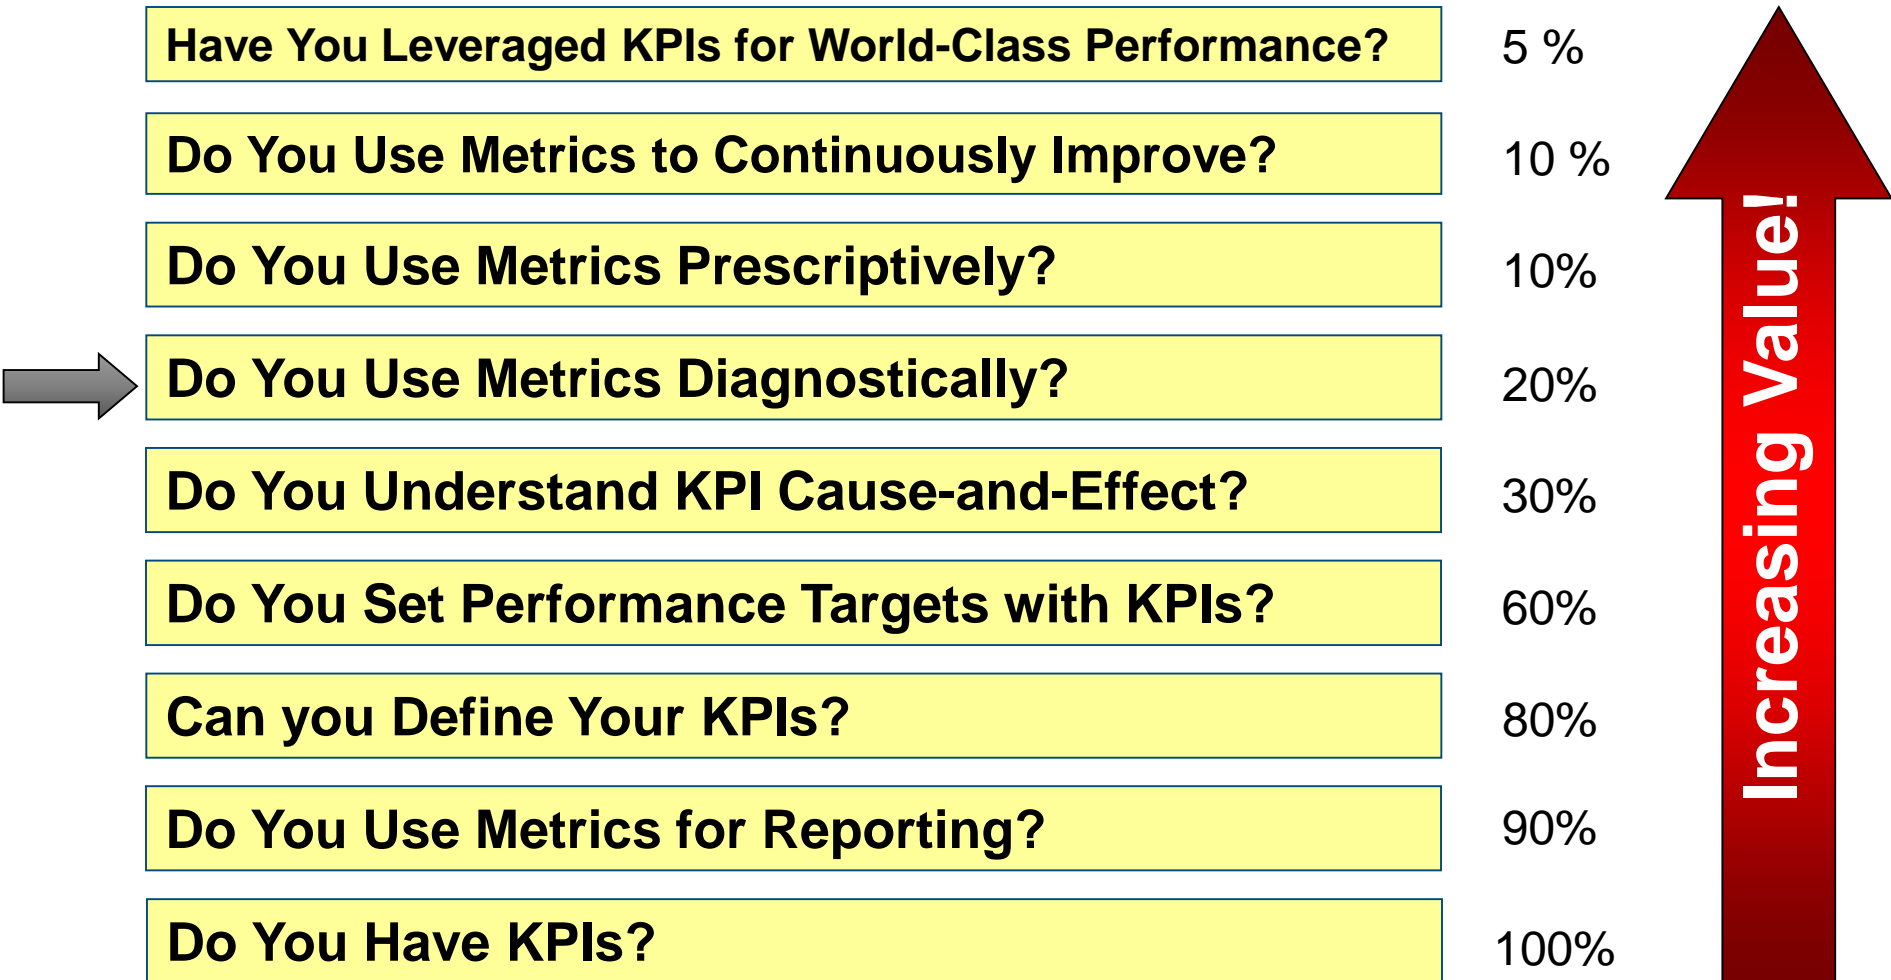 Have You Leveraged KPIs for World-Class Performance? 5 %
Do You Use Metrics to Continuously Improve? 10 %
Do You Use Metrics Prescriptively? 10%
Do You Use Metrics Diagnostically? 20%
Do You Understand KPI Cause-and-Effect? 30%
Do You Set Performance Targets with KPIs? 60%
Can you Define Your KPIs? 80%
Do You Use Metrics for Reporting? 90%
Do You Have KPIs? 100%
Increasing Value!